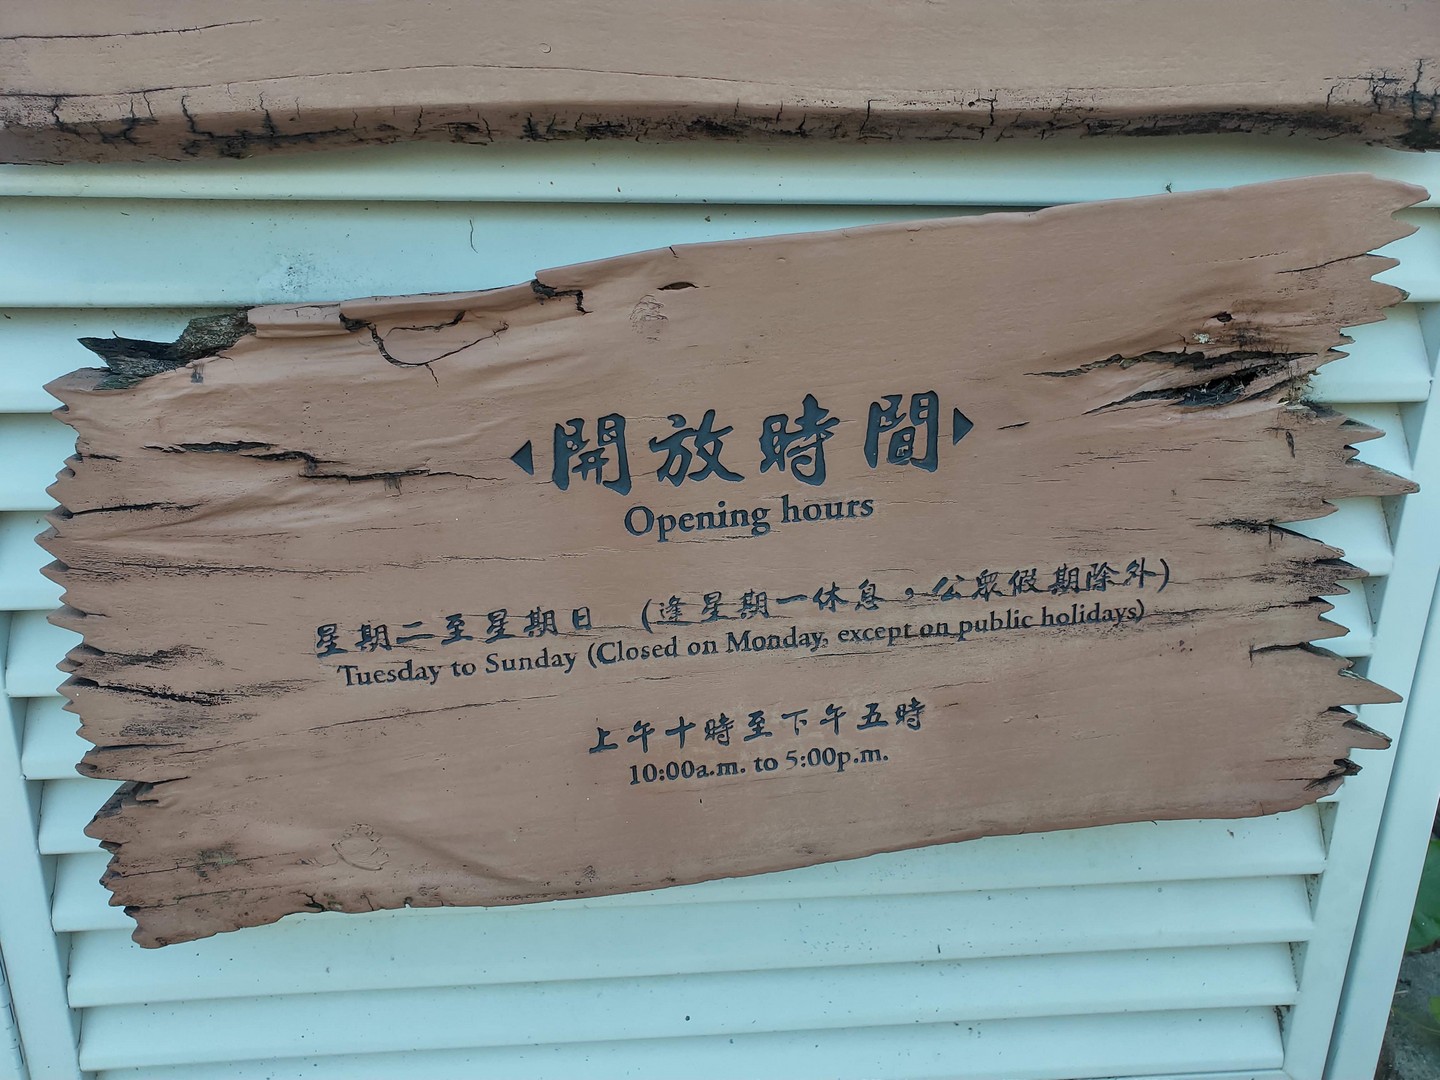 開放時間
Opening hours
星期二至星期日 (逢星期一休息，公眾假期除外)
Tuesday to Sunday (Closed on Monday, except on public holidays)
上午十時至下午五時
10:00a.m. to 5:00p.m.